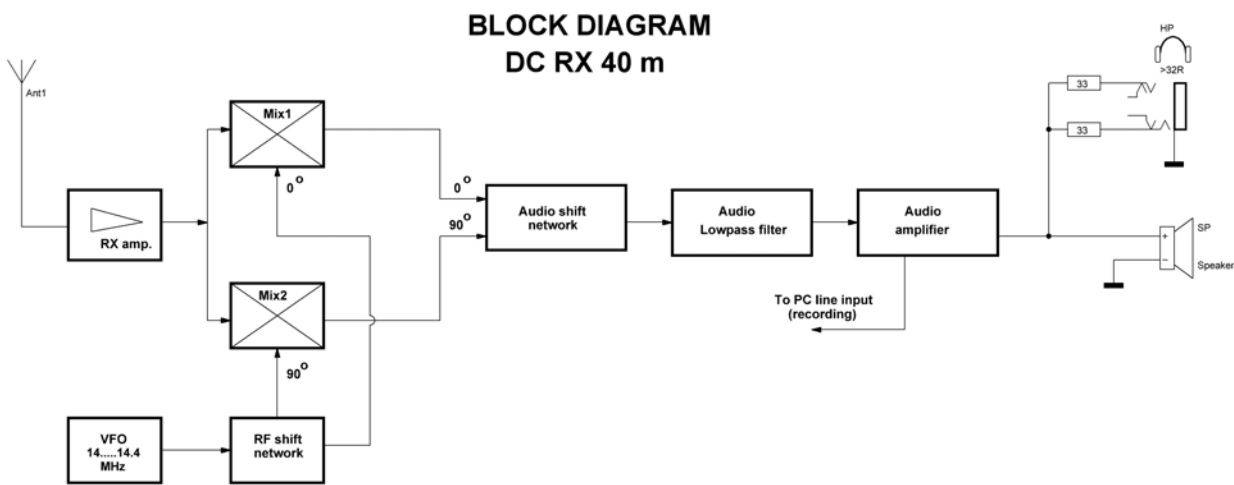 BLOCK DIAGRAM
DC RX 40 m
HP
>32R
Ant1
33
33
Mix1
0°
0°
90°
RX amp.
Audio shift
network
Audio
Lowpass filter
Audio
amplifier
SP
+
−
Speaker
Mix2
To PC line input
(recording)
90°
VFO
14.....14.4
MHz
RF shift
network